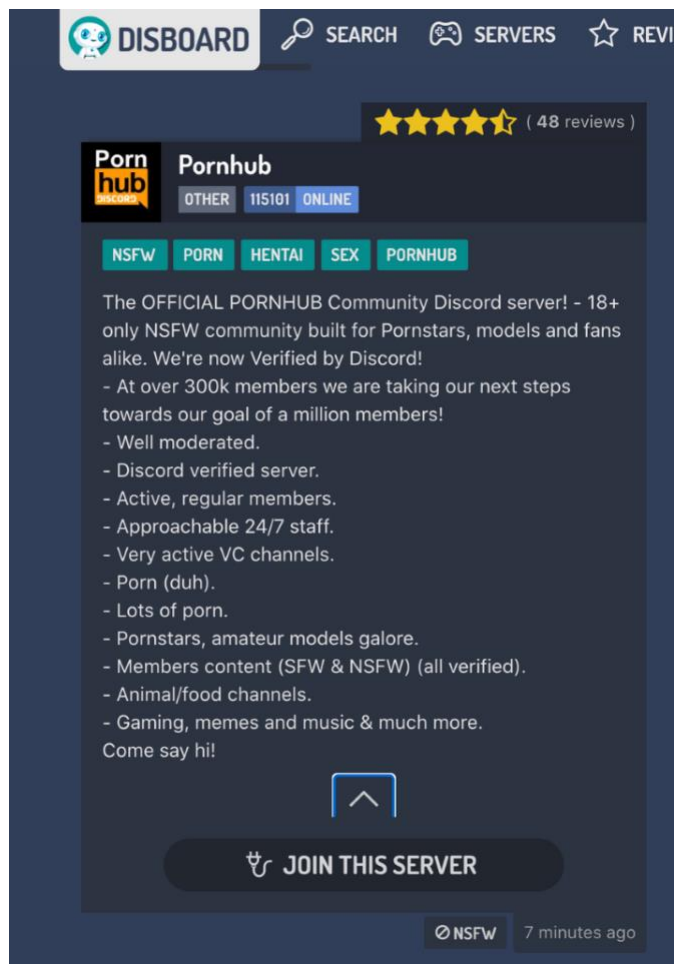 DISBOARD SEARCH SERVERS REVI
( 48 reviews )
Porn
hub
DISCORD
Pornhub
OTHER 115101 ONLINE
NSFW PORN HENTAI SEX PORNHUB
The OFFICIAL PORNHUB Community Discord server! - 18+
only NSFW community built for Pornstars, models and fans
alike. We're now Verified by Discord!
- At over 300k members we are taking our next steps
towards our goal of a million members!
- Well moderated.
- Discord verified server.
- Active, regular members.
- Approachable 24/7 staff.
- Very active VC channels.
- Porn (duh).
- Lots of porn.
- Pornstars, amateur models galore.
- Members content (SFW & NSFW) (all verified).
- Animal/food channels.
- Gaming, memes and music & much more.
Come say hi!
JOIN THIS SERVER
NSFW 7 minutes ago